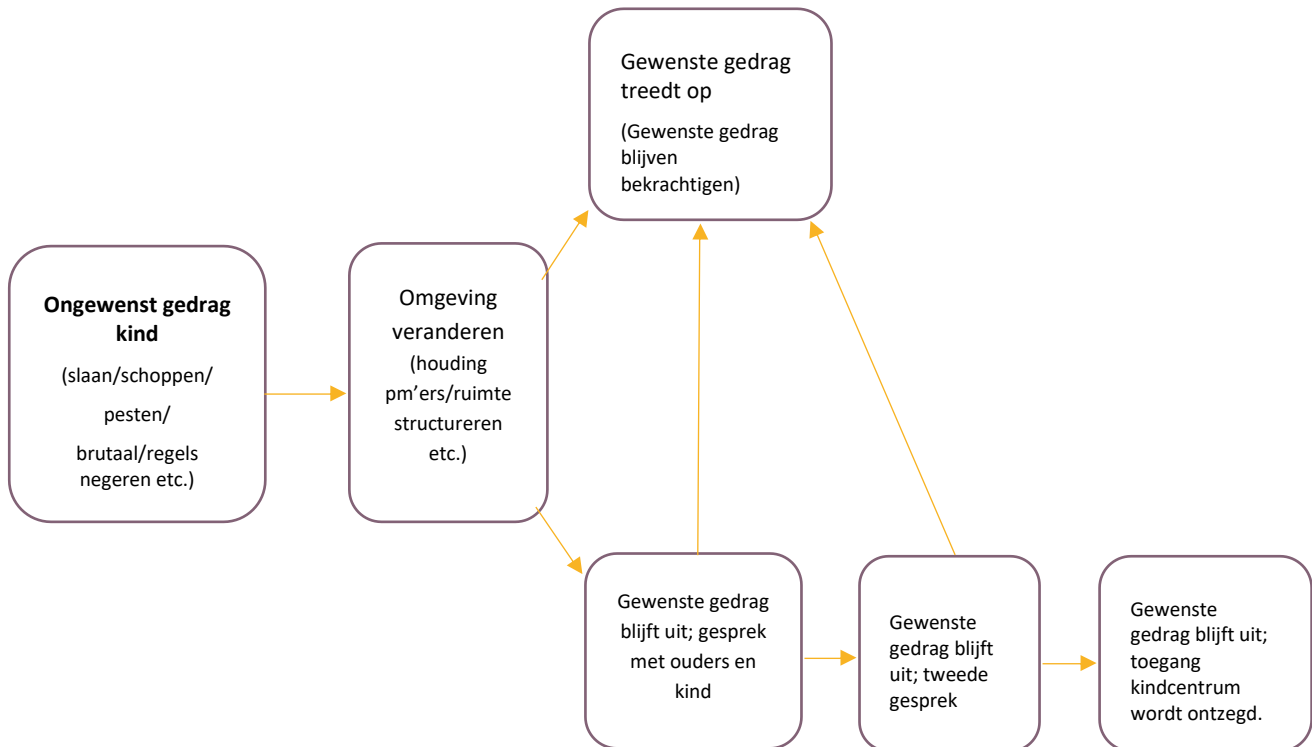 Gewenste gedrag
treedt op
(Gewenste gedrag
blijven
bekrachtigen)
Ongewenst gedrag
kind
(slaan/schoppen/
pesten/
brutaal/regels
negeren etc.)
Omgeving
veranderen
(houding
pm’ers/ruimte
structureren
etc.)
Gewenste gedrag
blijft uit; gesprek
met ouders en
kind
Gewenste
gedrag blijft
uit; tweede
gesprek
Gewenste
gedrag blijft uit;
toegang
kindcentrum
wordt ontzegd.